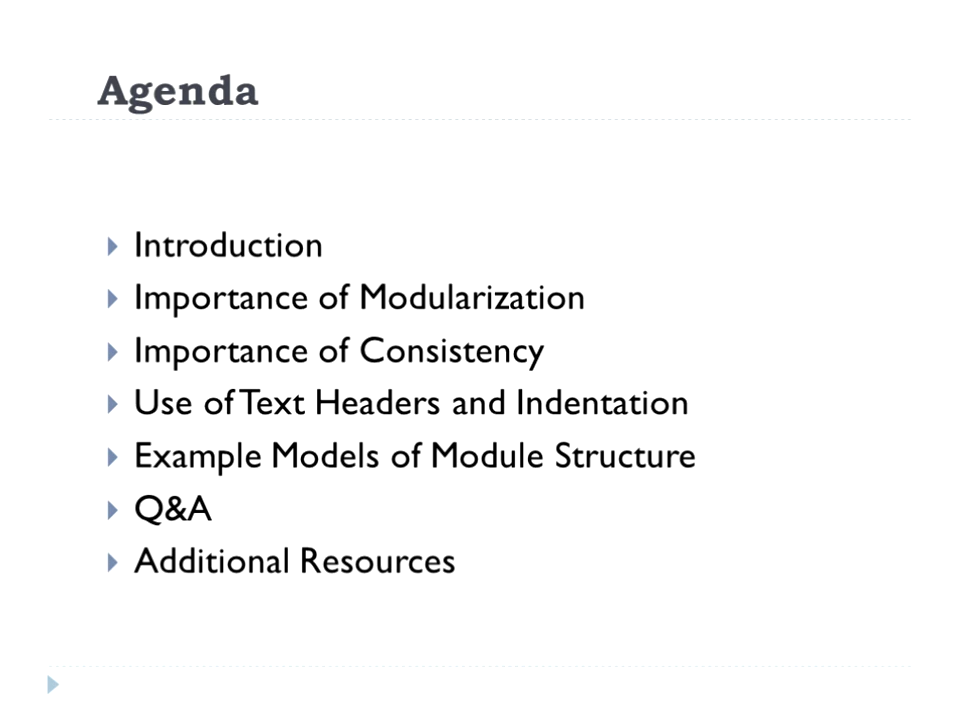 Agenda
Introduction
Importance of Modularization
Importance of Consistency
Use of Text Headers and Indentation
Example Models of Module Structure
Q&A
Additional Resources